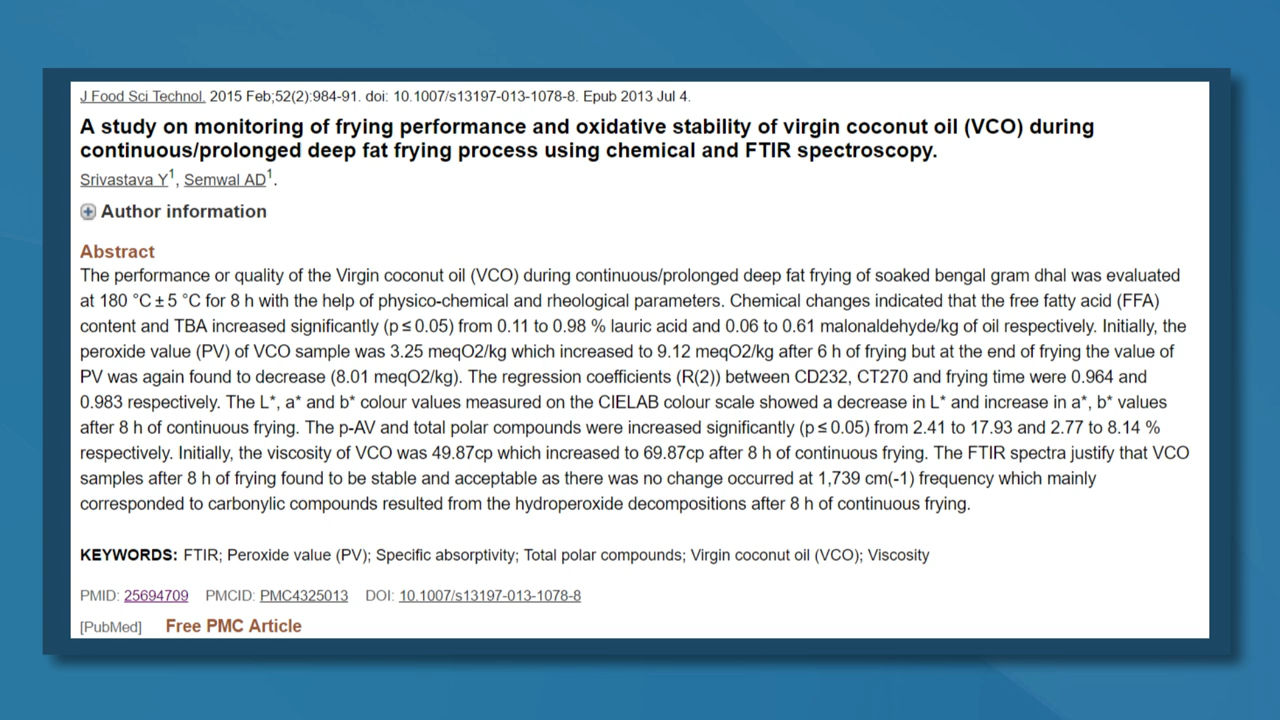 J Food Sci Technol. 2015 Feb;52(2):984-91. doi: 10.1007/s13197-013-1078-8. Epub 2013 Jul 4.
A study on monitoring of frying performance and oxidative stability of virgin coconut oil (VCO) during
continuous/prolonged deep fat frying process using chemical and FTIR spectroscopy.
Srivastava Y1, Semwal AD1.
Author information
Abstract
The performance or quality of the Virgin coconut oil (VCO) during continuous/prolonged deep fat frying of soaked bengal gram dhal was evaluated
at 180 °C ± 5 °C for 8 h with the help of physico-chemical and rheological parameters. Chemical changes indicated that the free fatty acid (FFA)
content and TBA increased significantly (p ≤ 0.05) from 0.11 to 0.98 % lauric acid and 0.06 to 0.61 malonaldehyde/kg of oil respectively. Initially, the
peroxide value (PV) of VCO sample was 3.25 meqO2/kg which increased to 9.12 meqO2/kg after 6 h of frying but at the end of frying the value of
PV was again found to decrease (8.01 meqO2/kg). The regression coefficients (R(2)) between CD232, CT270 and frying time were 0.964 and
0.983 respectively. The L*, a* and b* colour values measured on the CIELAB colour scale showed a decrease in L* and increase in a*, b* values
after 8 h of continuous frying. The p-AV and total polar compounds were increased significantly (p ≤ 0.05) from 2.41 to 17.93 and 2.77 to 8.14 %
respectively. Initially, the viscosity of VCO was 49.87cp which increased to 69.87cp after 8 h of continuous frying. The FTIR spectra justify that VCO
samples after 8 h of frying found to be stable and acceptable as there was no change occurred at 1,739 cm(-1) frequency which mainly
corresponded to carbonylic compounds resulted from the hydroperoxide decompositions after 8 h of continuous frying.
KEYWORDS: FTIR; Peroxide value (PV); Specific absorptivity; Total polar compounds; Virgin coconut oil (VCO); Viscosity
PMID: 25694709 PMCID: PMC4325013 DOI: 10.1007/s13197-013-1078-8
[PubMed] Free PMC Article